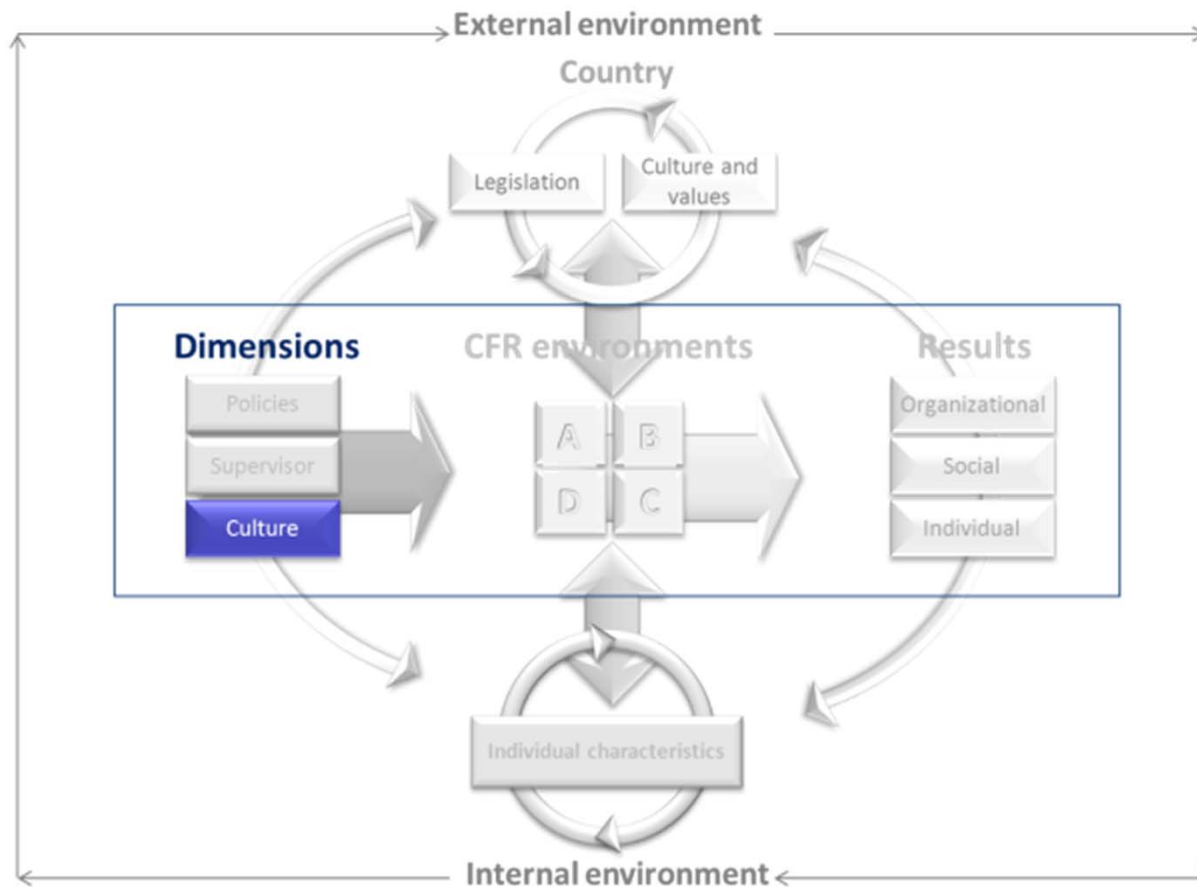 External environment
Country
Legislation
Culture and
values
Dimensions
CFR environments
Results
Policies
Supervisor
Culture
A
B
D
C
Organizational
Social
Individual
Individual characteristics
Internal environment